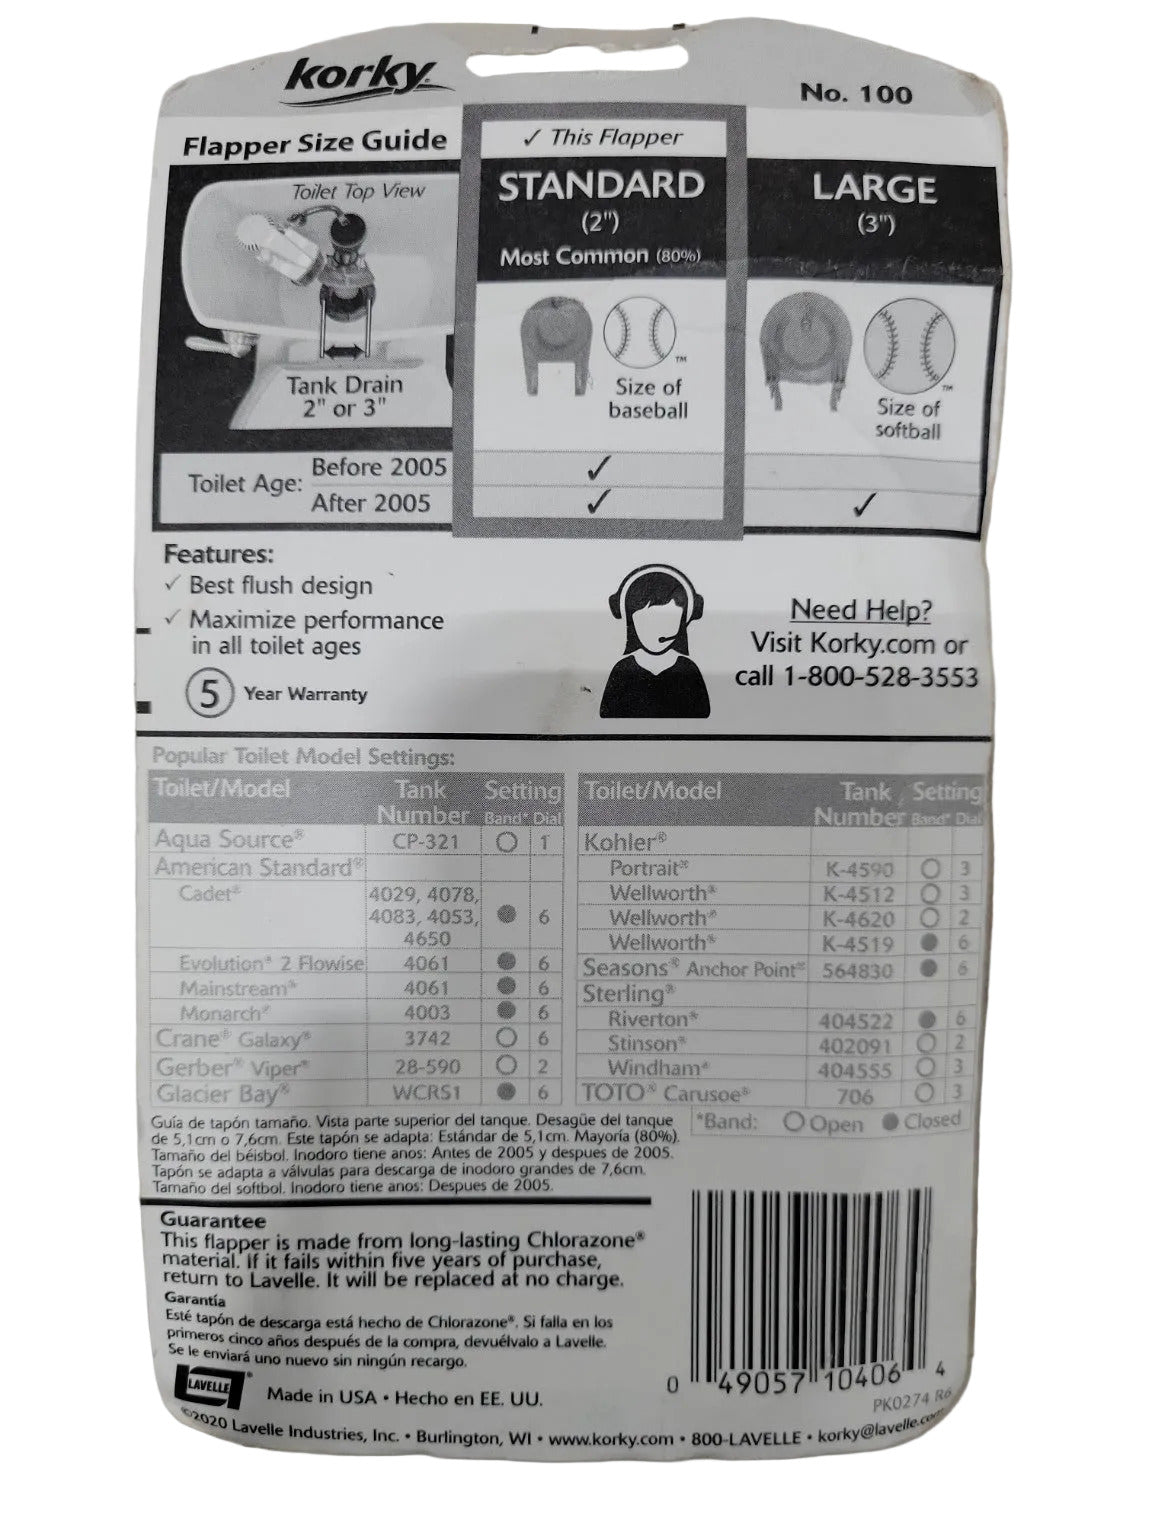 korky
No. 100
Flapper Size Guide
✓ This Flapper
Toilet Top View
STANDARD
(2")
Most Common (80%)
LARGE
(3")
Tank Drain
2" or 3"
Size of
baseball
™
Size of
softball
™
Toilet Age:
Before 2005 ✓
After 2005 ✓ ✓
Features:
✓ Best flush design
✓ Maximize performance
in all toilet ages
5 Year Warranty
Need Help?
Visit Korky.com or
call 1-800-528-3553
Popular Toilet Model Settings:
Toilet/Model Tank Number Setting Band* Dial
Aqua Source® CP-321 ○ 1
American Standard®
Cadet® 4029, 4078,
4083, 4053, ● 6
4650
Evolution® 2 Flowise 4061 ● 6
Mainstream® 4061 ● 6
Monarch® 4003 ● 6
Crane® Galaxy® 3742 ○ 6
Gerber® Viper® 28-590 ○ 2
Glacier Bay® WCRS1 ● 6
Toilet/Model Tank Number Setting Band* Dial
Kohler®
Portrait® K-4590 ○ 3
Wellworth® K-4512 ○ 3
Wellworth® K-4620 ○ 2
Wellworth® K-4519 ● 6
Seasons® Anchor Point® 564830 ● 6
Sterling®
Riverton® 404522 ● 6
Stinson® 402091 ○ 2
Windham® 404555 ○ 3
TOTO® Carusoe® 706 ○ 3
*Band: ○ Open ● Closed
Guía de tapón tamaño. Vista parte superior del tanque. Desagüe del tanque
de 5,1cm o 7,6cm. Este tapón se adapta: Estándar de 5,1cm. Mayoría (80%).
Tamaño del béisbol. Inodoro tiene anos: Antes de 2005 y despues de 2005.
Tapón se adapta a válvulas para descarga de inodoro grandes de 7,6cm.
Tamaño del softbol. Inodoro tiene anos: Despues de 2005.
Guarantee
This flapper is made from long-lasting Chlorazone®
material. If it fails within five years of purchase,
return to Lavelle. It will be replaced at no charge.
Garantía
Esté tapón de descarga está hecho de Chlorazone®. Si falla en los
primeros cinco años después de la compra, devuélvalo a Lavelle.
Se le enviará uno nuevo sin ningún recargo.
LAVELLE®
Made in USA • Hecho en EE. UU.
0 49057 10406 4
PK0274 R6
©2020 Lavelle Industries, Inc. • Burlington, WI • www.korky.com • 800-LAVELLE • korky@lavelle.com